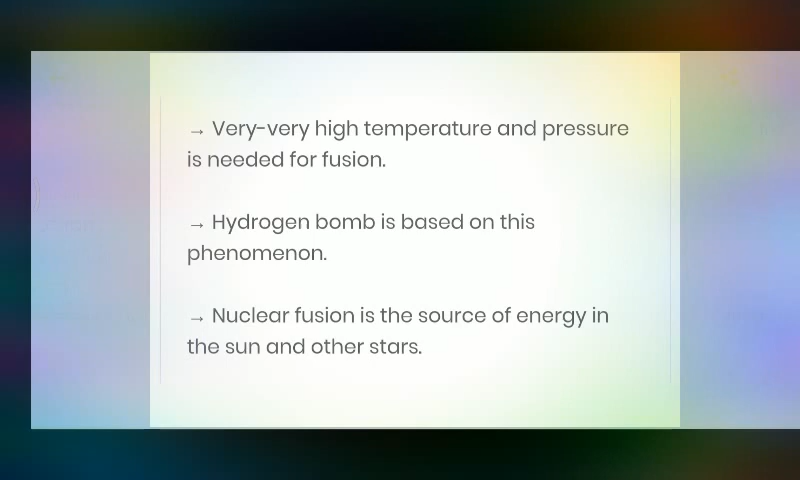 → Very-very high temperature and pressure
is needed for fusion.
→ Hydrogen bomb is based on this
phenomenon.
→ Nuclear fusion is the source of energy in
the sun and other stars.